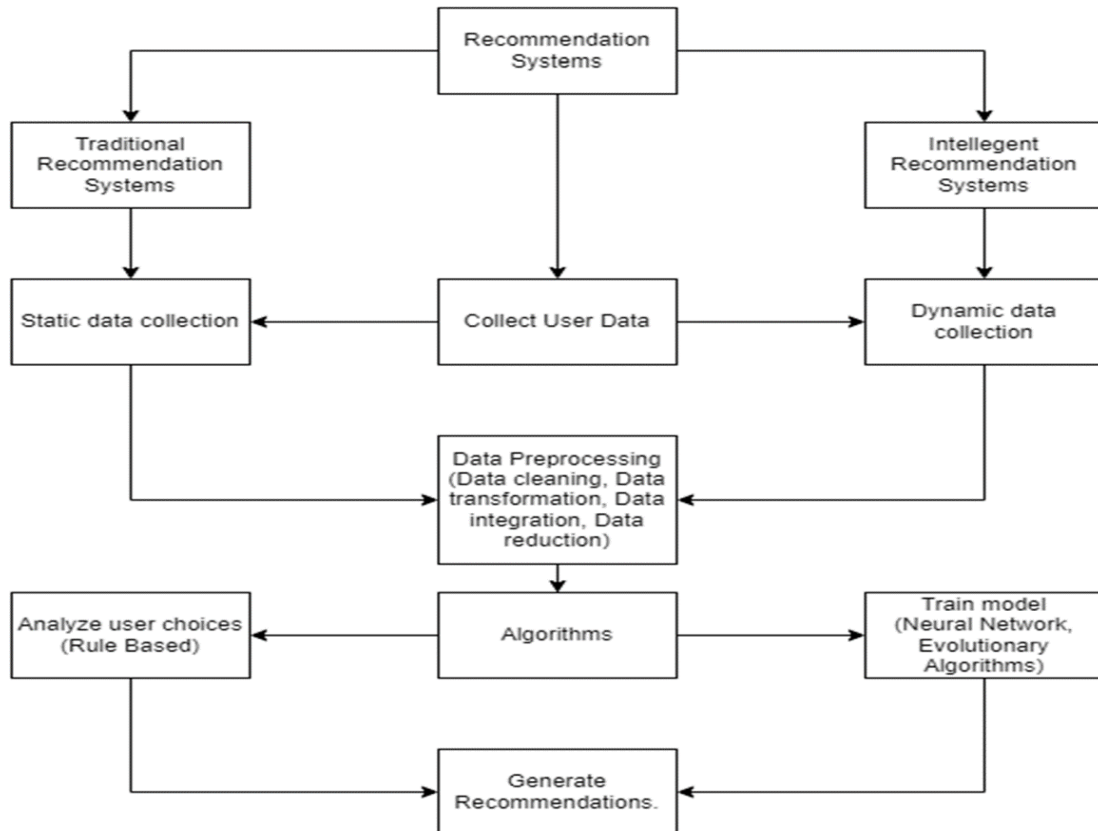 Recommendation
Systems
Traditional
Recommendation
Systems
Intellegent
Recommendation
Systems
Static data collection
Collect User Data
Dynamic data
collection
Data Preprocessing
(Data cleaning, Data
transformation, Data
integration, Data
reduction)
Analyze user choices
(Rule Based)
Algorithms
Train model
(Neural Network,
Evolutionary
Algorithms)
Generate
Recommendations.